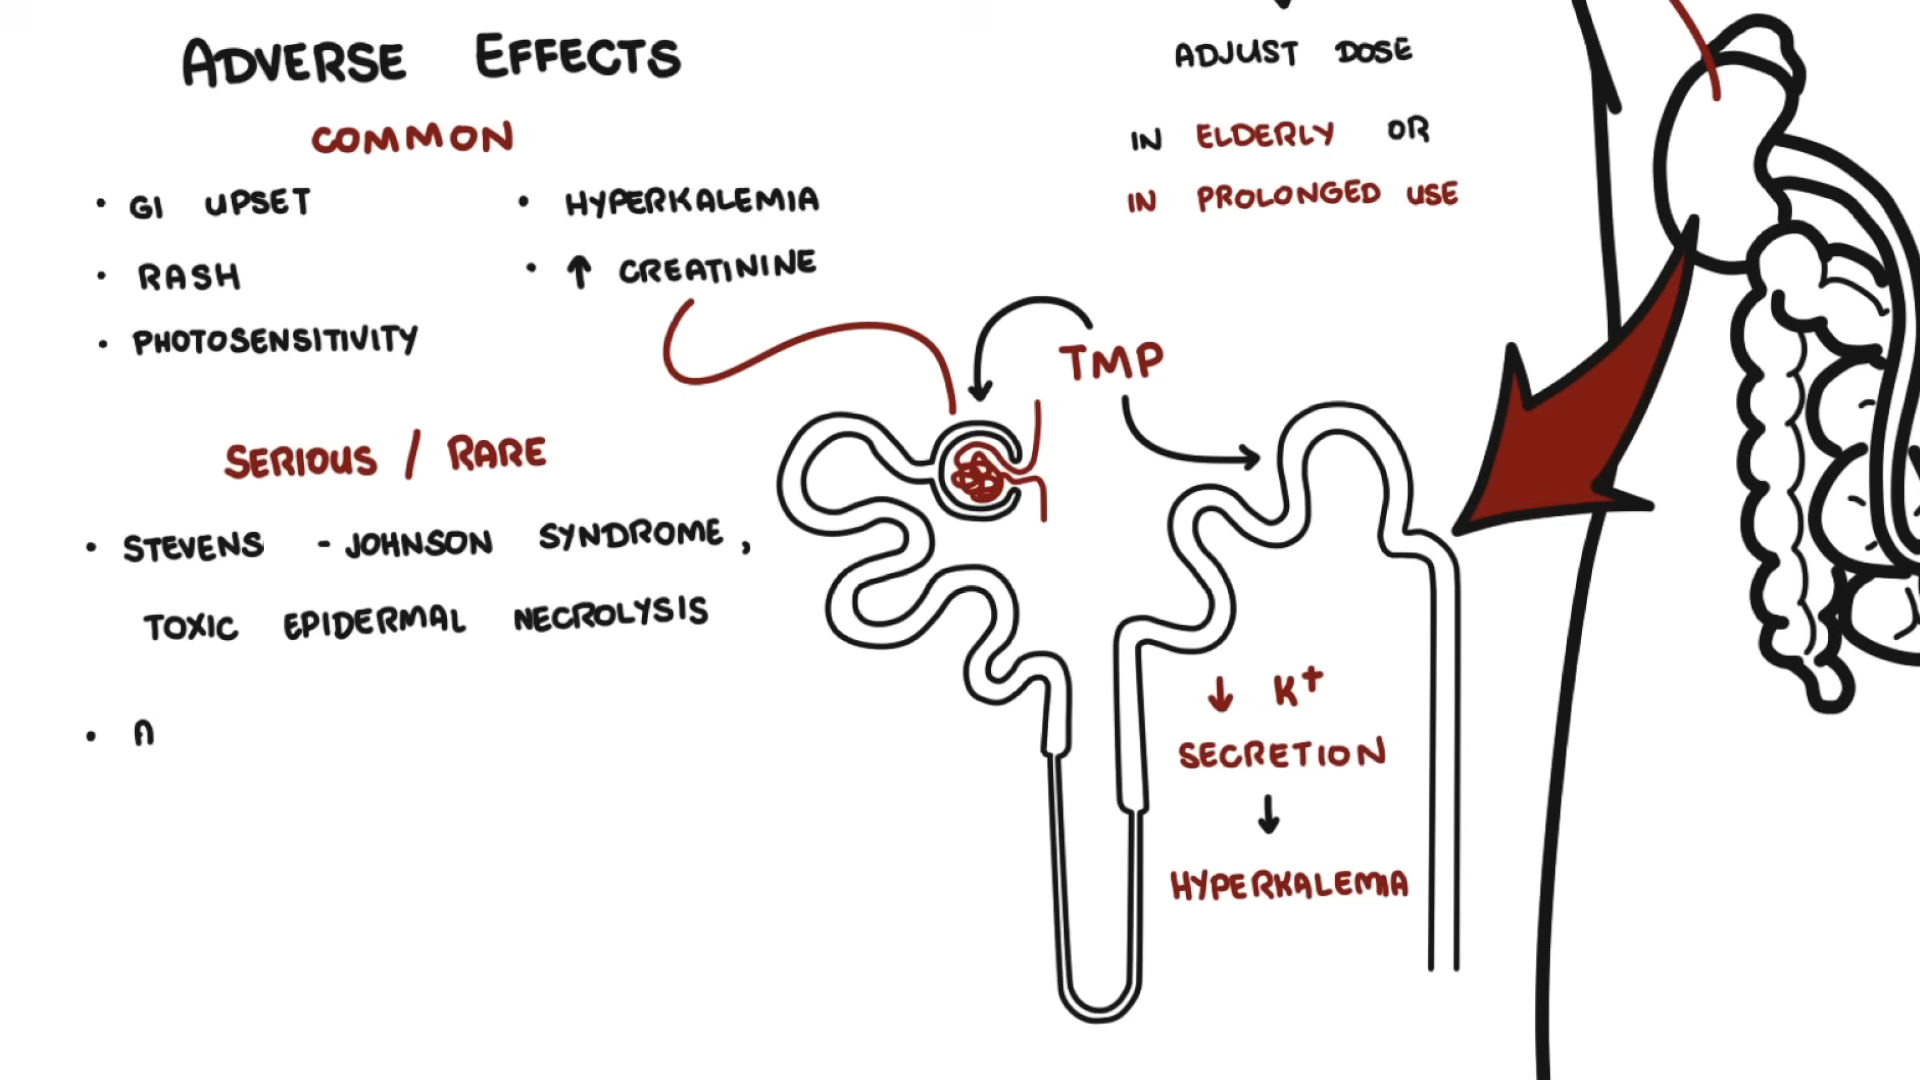 ADVERSE EFFECTS
COMMON
• GI UPSET
• RASH
• PHOTOSENSITIVITY
• HYPERKALEMIA
• ↑ CREATININE
SERIOUS / RARE
• STEVENS - JOHNSON SYNDROME,
TOXIC EPIDERMAL NECROLYSIS
• A
ADJUST DOSE
IN ELDERLY OR
IN PROLONGED USE
TMP
↓ K+
SECRETION
↓
HYPERKALEMIA